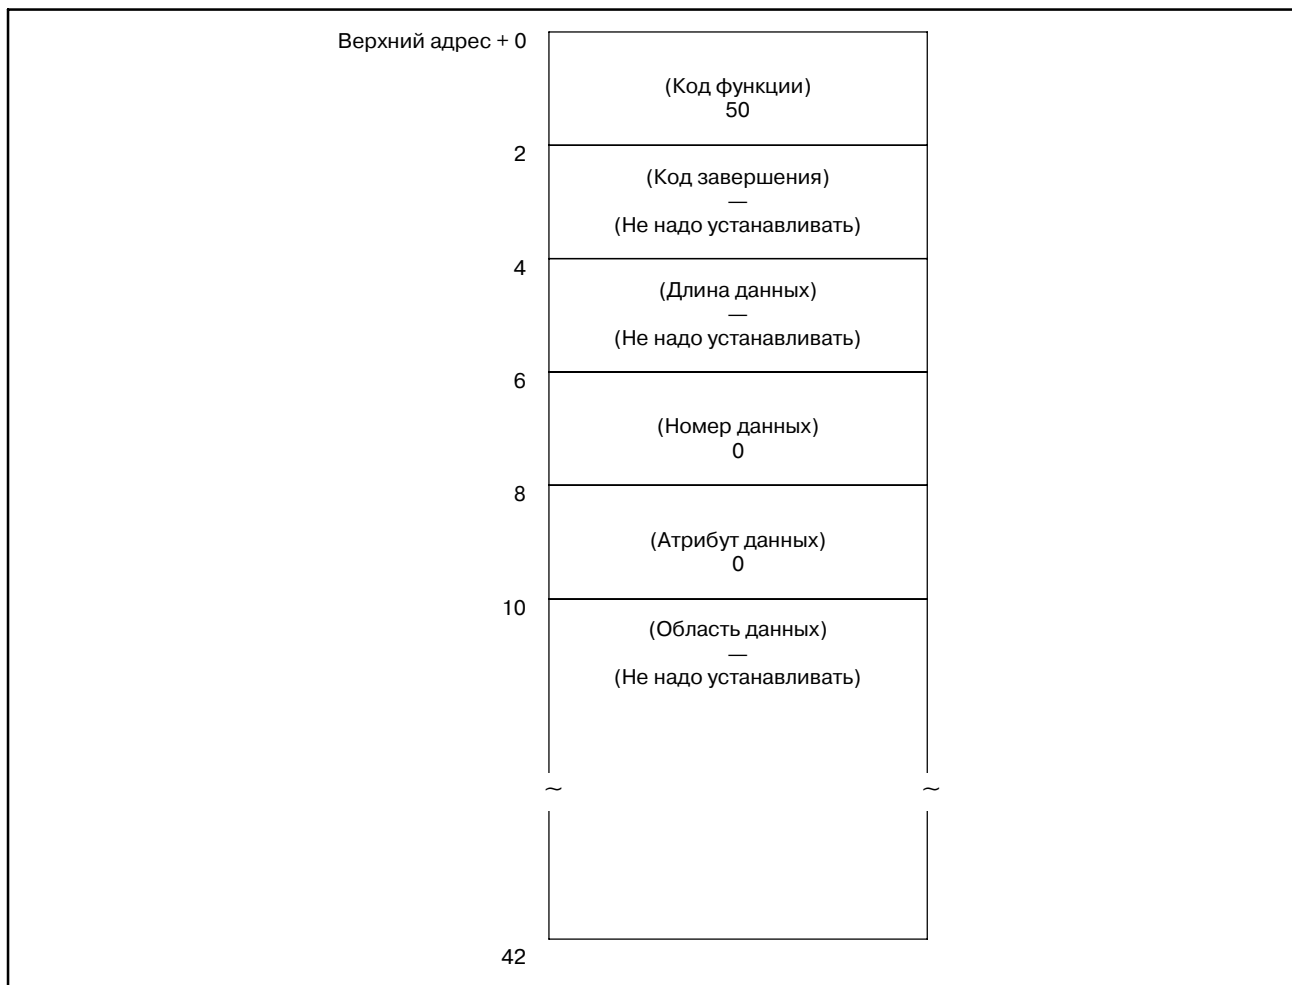 Верхний адрес + 0
(Код функции)
50
2
(Код завершения)
—
(Не надо устанавливать)
4
(Длина данных)
—
(Не надо устанавливать)
6
(Номер данных)
0
8
(Атрибут данных)
0
10
(Область данных)
—
(Не надо устанавливать)
~ ~
42